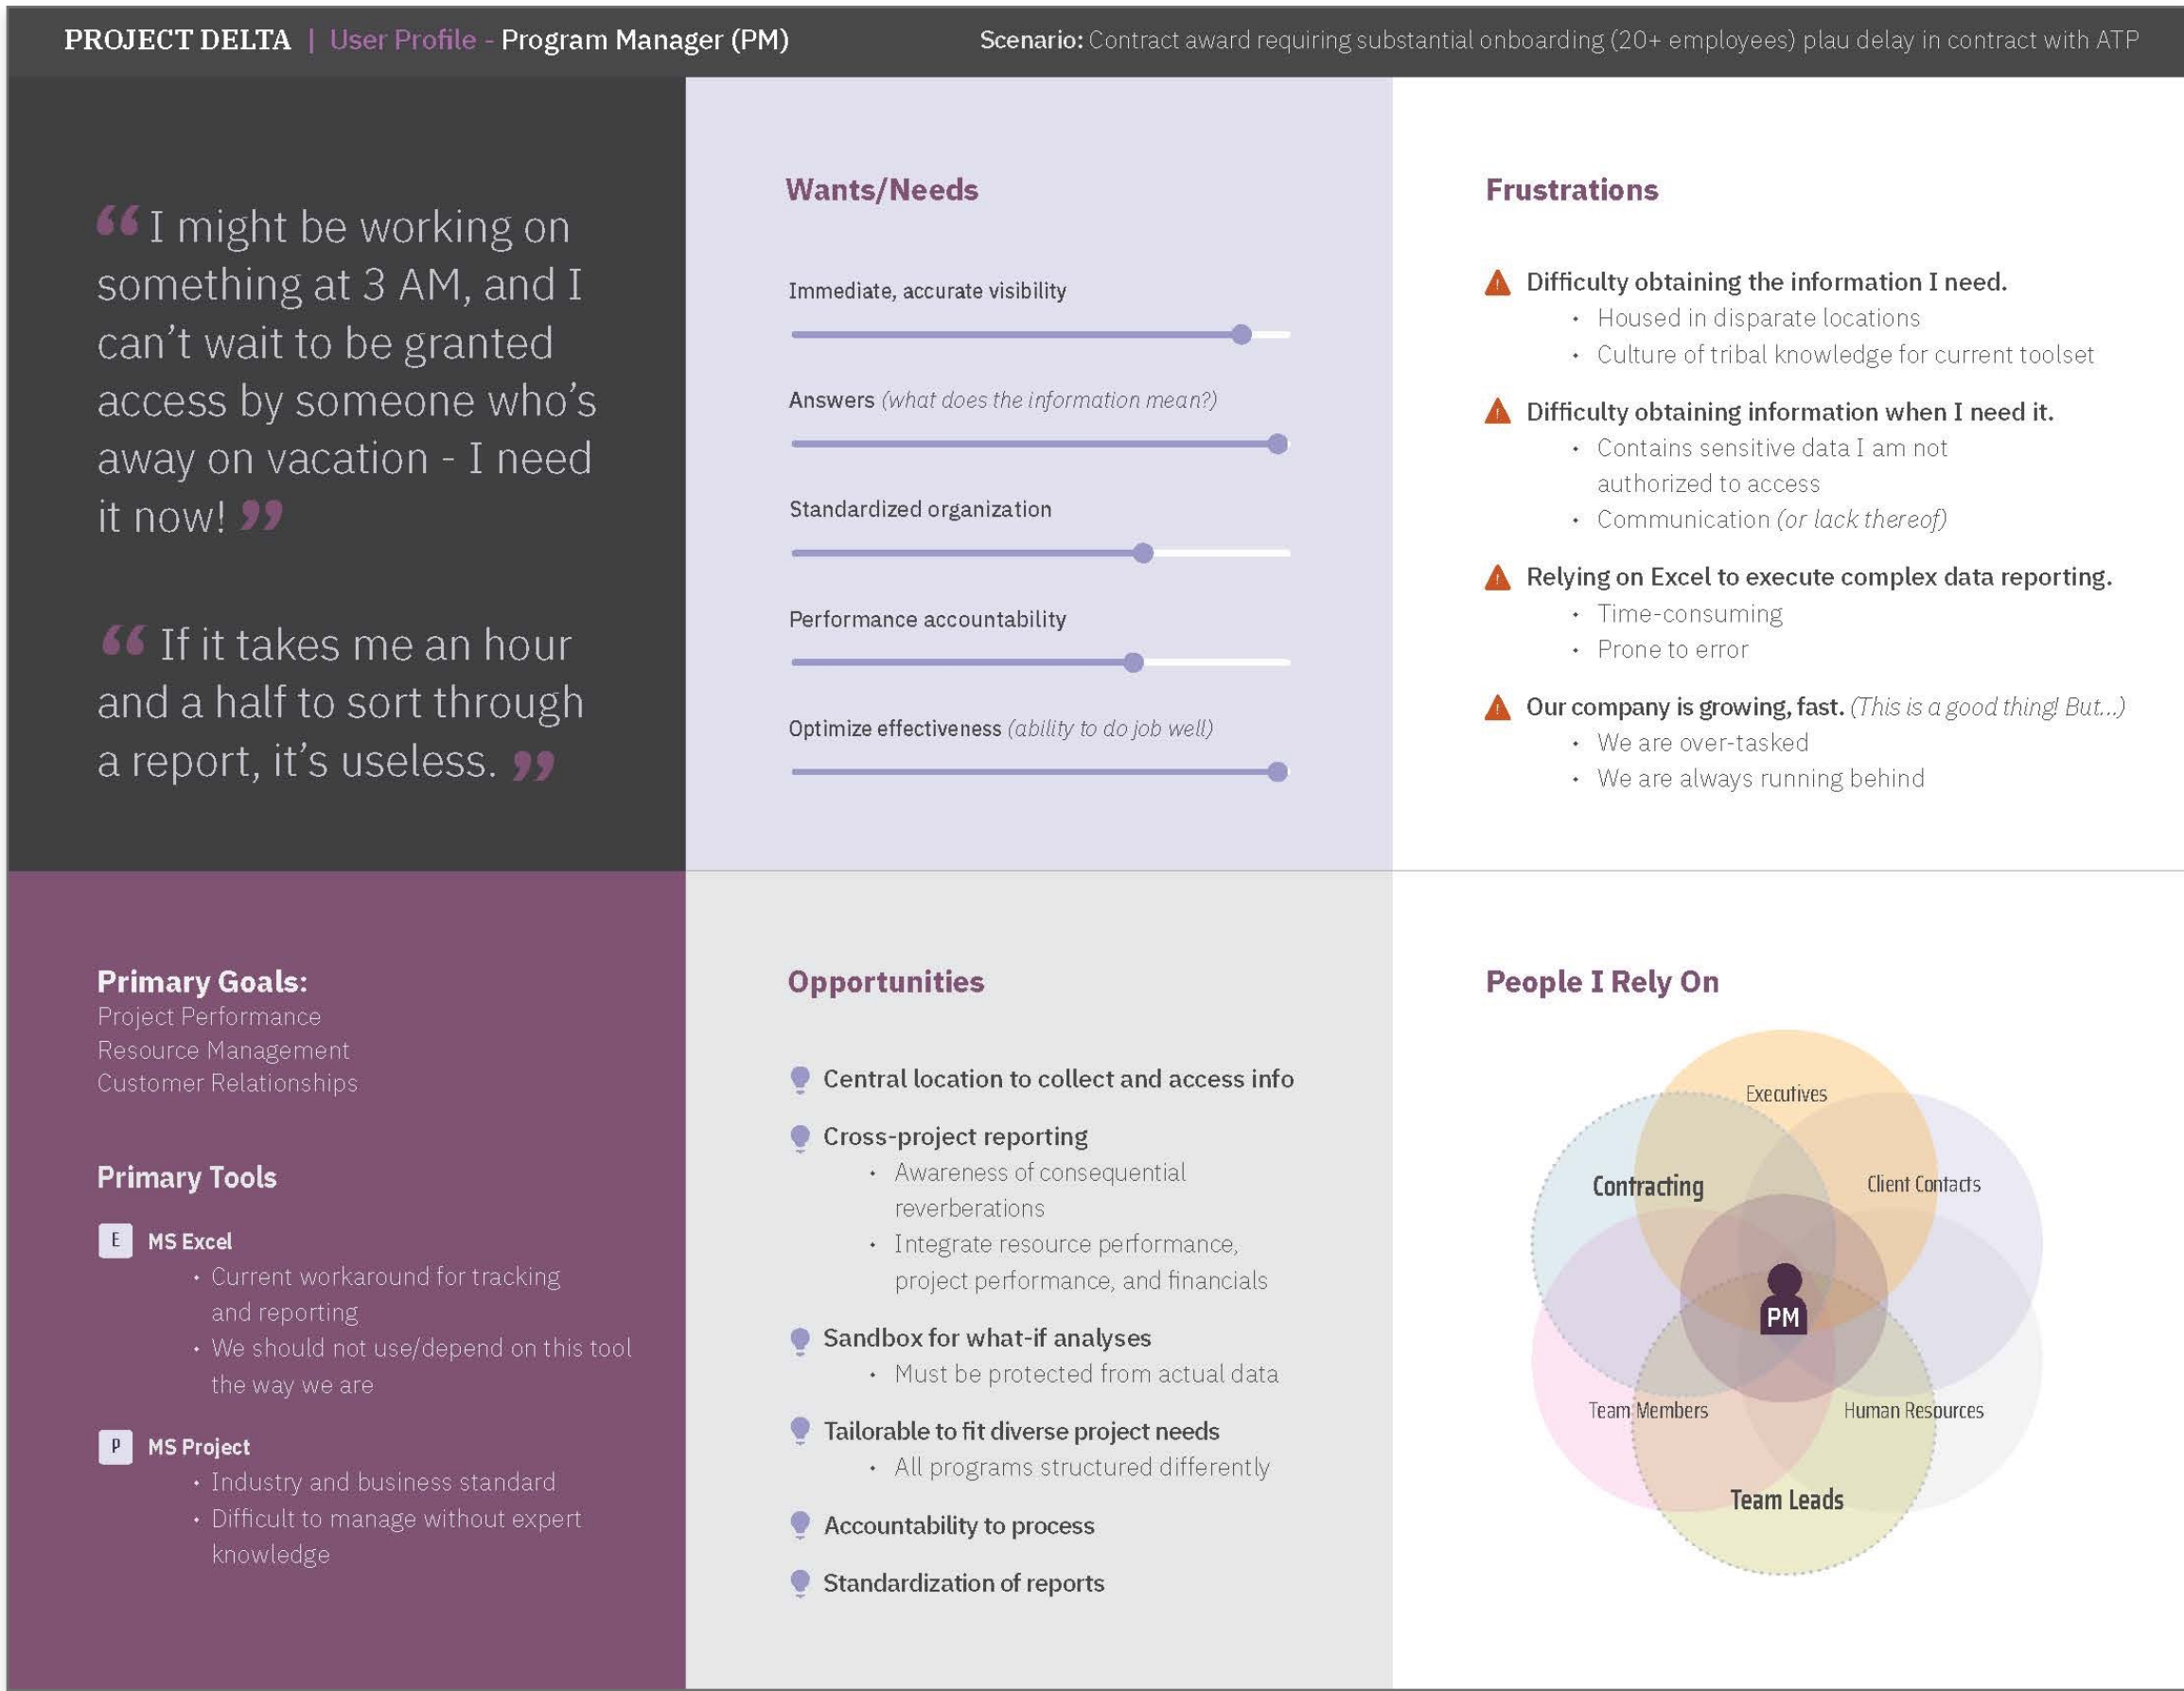 PROJECT DELTA | User Profile - Program Manager (PM)
Scenario: Contract award requiring substantial onboarding (20+ employees) plau delay in contract with ATP
“ I might be working on
something at 3 AM, and I
can’t wait to be granted
access by someone who’s
away on vacation - I need
it now! ”
“ If it takes me an hour
and a half to sort through
a report, it’s useless. ”
Wants/Needs
Immediate, accurate visibility
Answers (what does the information mean?)
Standardized organization
Performance accountability
Optimize effectiveness (ability to do job well)
Frustrations
! Difficulty obtaining the information I need.
• Housed in disparate locations
• Culture of tribal knowledge for current toolset
! Difficulty obtaining information when I need it.
• Contains sensitive data I am not
authorized to access
• Communication (or lack thereof)
! Relying on Excel to execute complex data reporting.
• Time-consuming
• Prone to error
! Our company is growing, fast. (This is a good thing! But...)
• We are over-tasked
• We are always running behind
Primary Goals:
Project Performance
Resource Management
Customer Relationships
Primary Tools
E MS Excel
• Current workaround for tracking
and reporting
• We should not use/depend on this tool
the way we are
P MS Project
• Industry and business standard
• Difficult to manage without expert
knowledge
Opportunities
Central location to collect and access info
Cross-project reporting
• Awareness of consequential
reverberations
• Integrate resource performance,
project performance, and financials
Sandbox for what-if analyses
• Must be protected from actual data
Tailorable to fit diverse project needs
• All programs structured differently
Accountability to process
Standardization of reports
People I Rely On
Executives
Contracting
Client Contacts
PM
Team Members
Human Resources
Team Leads